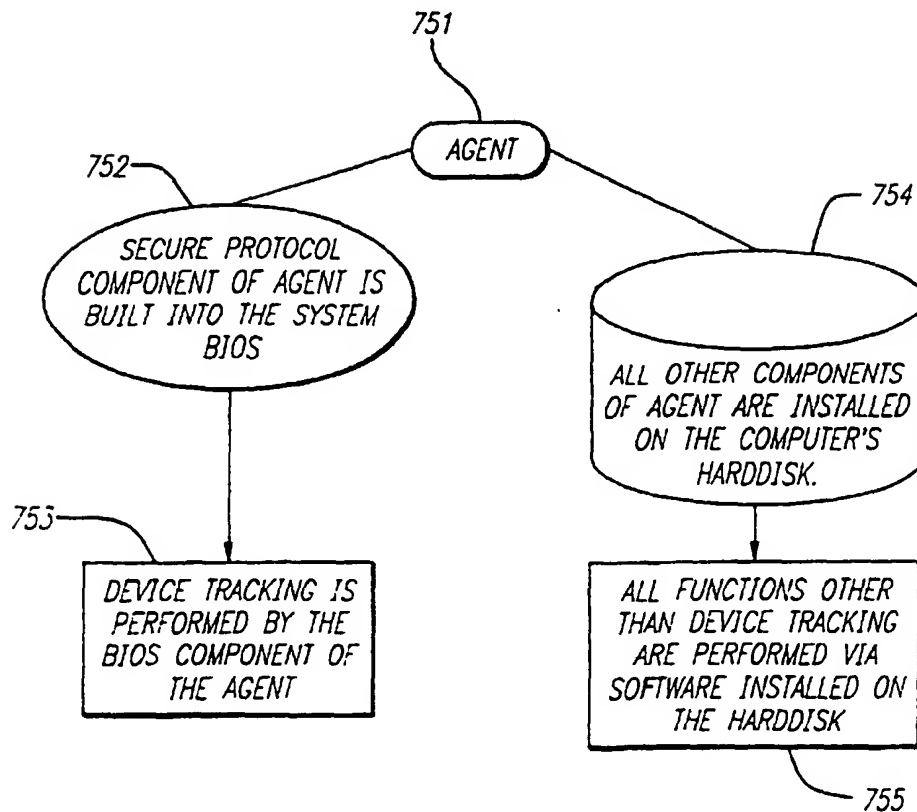 751
AGENT
752
SECURE PROTOCOL
COMPONENT OF AGENT IS
BUILT INTO THE SYSTEM
BIOS
754
ALL OTHER COMPONENTS
OF AGENT ARE INSTALLED
ON THE COMPUTER'S
HARDDISK.
753
DEVICE TRACKING IS
PERFORMED BY THE
BIOS COMPONENT OF
THE AGENT
ALL FUNCTIONS OTHER
THAN DEVICE TRACKING
ARE PERFORMED VIA
SOFTWARE INSTALLED ON
THE HARDDISK
755